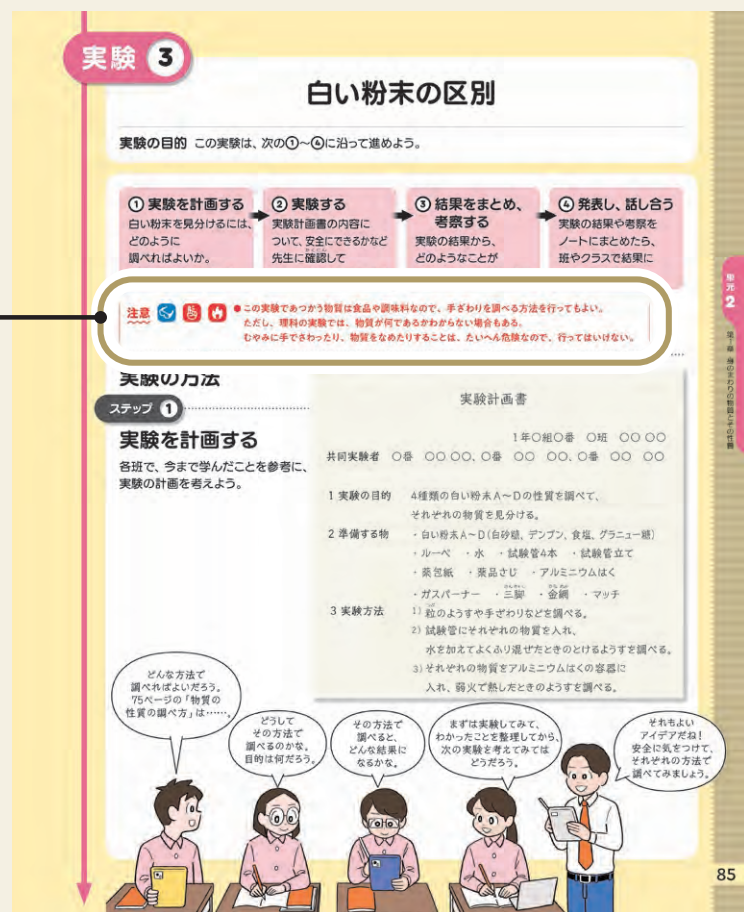 実験 3
白い粉末の区別
実験の目的 この実験は、次の①~④に沿って進めよう。
① 実験を計画する
白い粉末を見分けるには、
どのように
調べればよいか。
② 実験する
実験計画書の内容に
ついて、安全にできるかなど
先生に確認して
③ 結果をまとめ、
考察する
実験の結果から、
どのようなことが
④ 発表し、話し合う
実験の結果や考察を
ノートにまとめたら、
班やクラスで結果に
注意 ●この実験であつかう物質は食品や調味料なので、手ざわりを調べる方法を行ってもよい。
ただし、理科の実験では、物質が何であるかわからない場合もある。
むやみに手でさわったり、物質をなめたりすることは、たいへん危険なので、行ってはいけない。
実験の方法
ステップ 1
実験を計画する
各班で、今まで学んだことを参考に、
実験の計画を考えよう。
実験計画書
1年○組○番 ○班 ○○ ○○
共同実験者 ○番 ○○ ○○、○番 ○○ ○○、○番 ○○ ○○
1 実験の目的 4種類の白い粉末A~Dの性質を調べて、
それぞれの物質を見分ける。
2 準備する物 ・白い粉末A~D(白砂糖、デンプン、食塩、グラニュー糖)
・ルーペ ・水 ・試験管4本 ・試験管立て
・薬包紙 ・薬品さじ ・アルミニウムはく
・ガスバーナー ・三脚 ・金網 ・マッチ
3 実験方法 1) 粒のようすや手ざわりなどを調べる。
2) 試験管にそれぞれの物質を入れ、
水を加えてよくふり混ぜたときのとけるようすを調べる。
3) それぞれの物質をアルミニウムはくの容器に
入れ、弱火で熱したときのようすを調べる。
どんな方法で
調べればよいだろう。
75ページの「物質の
性質の調べ方」は……。
どうして
その方法で
調べるのかな。
目的は何だろう。
その方法で
調べると、
どんな結果に
なるかな。
まずは実験してみて、
わかったことを整理してから、
次の実験を考えてみては
どうだろう。
それもよい
アイデアだね!
安全に気をつけて、
それぞれの方法で
調べてみましょう。
単元
2
第1章 身のまわりの物質とその性質
85